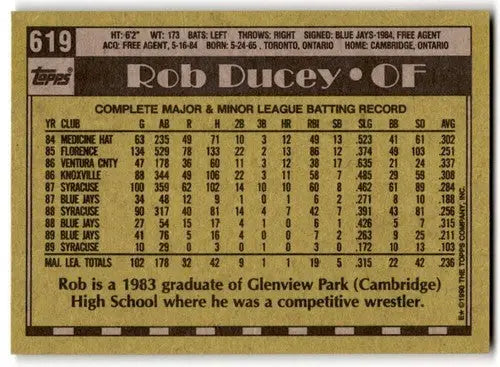 619
HT: 6'2" WT: 173 BATS: LEFT THROWS: RIGHT SIGNED: BLUE JAYS-1984, FREE AGENT
ACQ: FREE AGENT, 5-16-84 BORN: 5-24-65, TORONTO, ONTARIO HOME: CAMBRIDGE, ONTARIO
TOPPS
Rob Ducey • OF
COMPLETE MAJOR & MINOR LEAGUE BATTING RECORD
YR CLUB G AB R H 2B 3B HR RBI SB SLG BB SO AVG
84 MEDICINE HAT 63 235 49 71 10 3 12 49 13 .523 41 61 .302
85 FLORENCE 134 529 78 133 22 2 13 86 12 .374 49 103 .251
86 VENTURA CNTY 47 178 36 60 11 3 12 38 17 .635 21 24 .337
86 KNOXVILLE 88 344 49 106 22 3 11 58 7 .485 29 59 .308
87 SYRACUSE 100 359 62 102 14 10 10 60 8 .462 61 89 .284
87 BLUE JAYS 34 48 12 9 1 0 1 6 2 .271 8 10 .188
88 SYRACUSE 90 317 40 81 14 4 7 42 7 .391 43 81 .256
88 BLUE JAYS 27 54 15 17 4 1 0 6 1 .426 5 7 .315
89 BLUE JAYS 41 76 5 16 4 0 0 7 2 .263 9 25 .211
89 SYRACUSE 10 29 0 3 0 1 0 3 0 .172 10 13 .103
MAJ. LEA. TOTALS 102 178 32 42 9 1 1 19 5 .315 22 42 .236
Rob is a 1983 graduate of Glenview Park (Cambridge)
High School where he was a competitive wrestler.
E* © 1990 THE TOPPS COMPANY, INC.